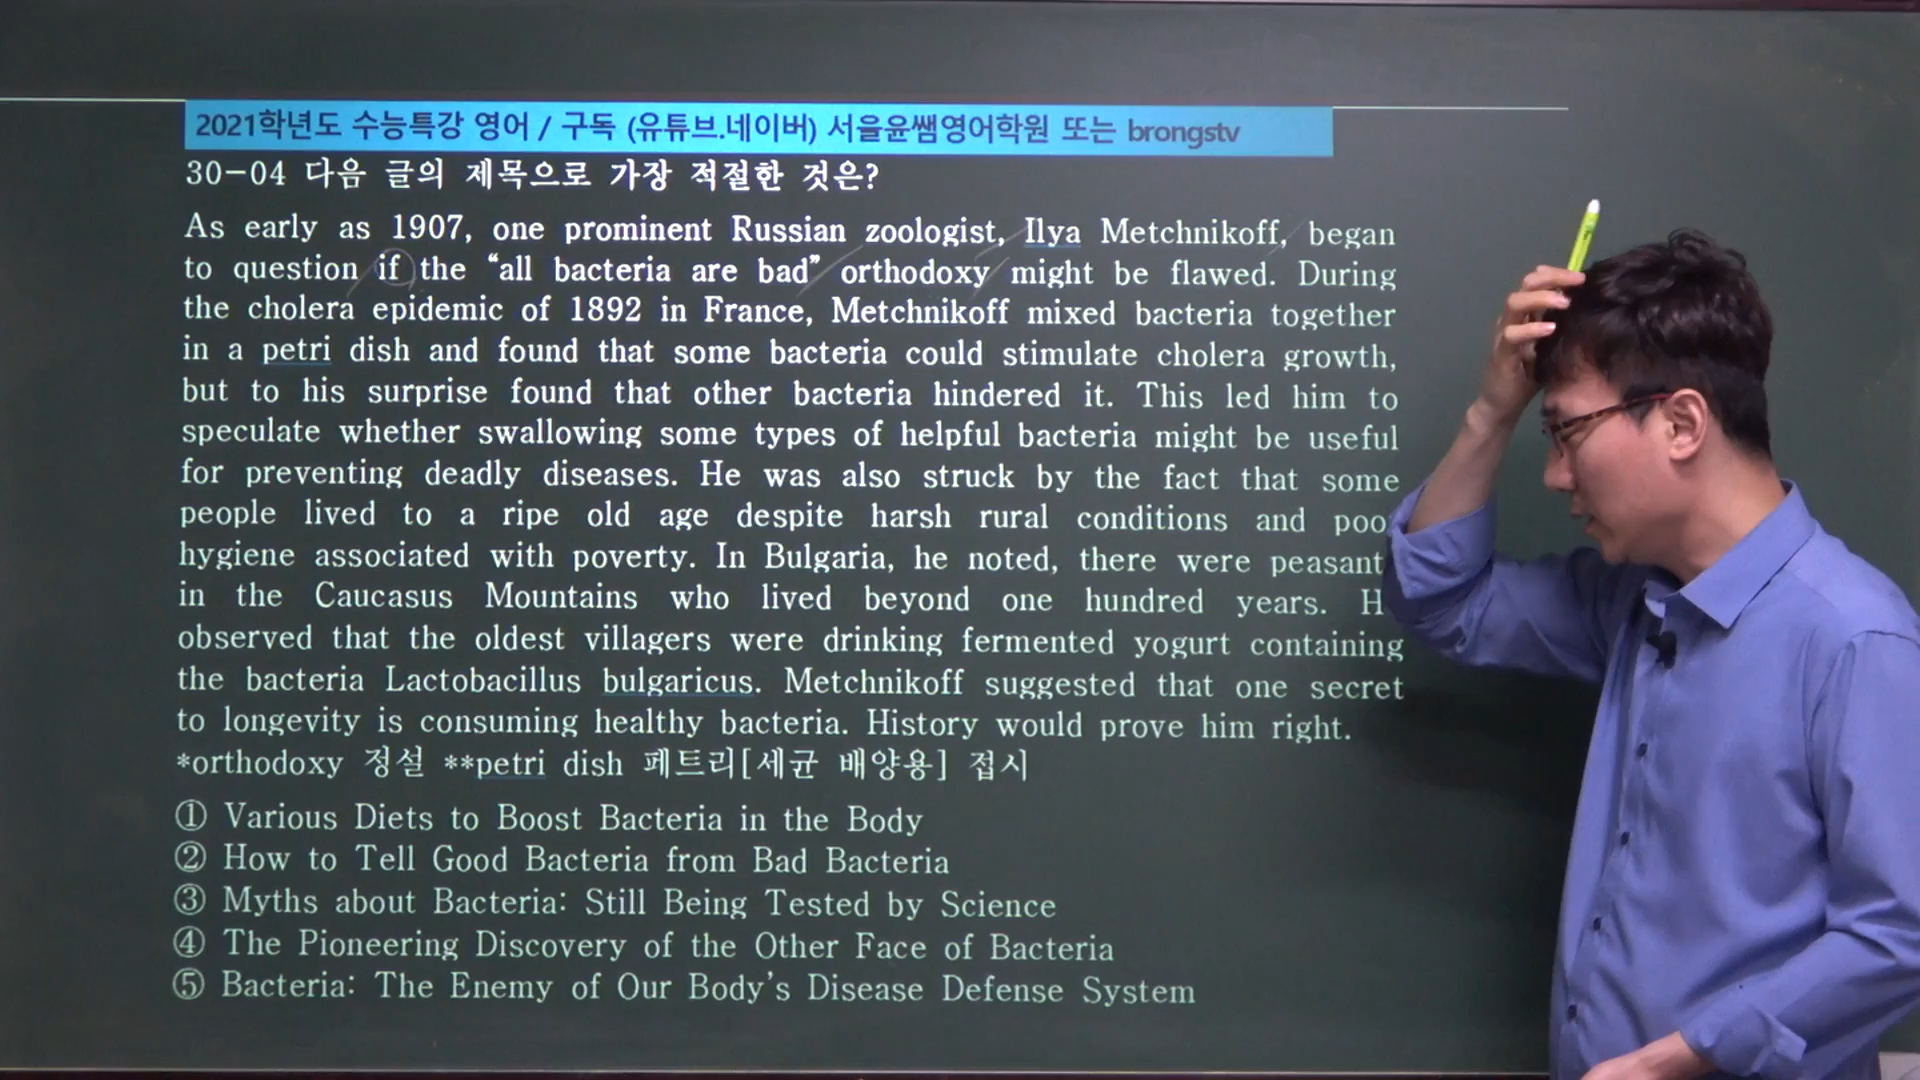 2021학년도 수능특강 영어 / 구독 (유튜브.네이버) 서울윤쌤영어학원 또는 brongstv
30-04 다음 글의 제목으로 가장 적절한 것은?
As early as 1907, one prominent Russian zoologist, Ilya Metchnikoff, began
to question if the “all bacteria are bad” orthodoxy might be flawed. During
the cholera epidemic of 1892 in France, Metchnikoff mixed bacteria together
in a petri dish and found that some bacteria could stimulate cholera growth,
but to his surprise found that other bacteria hindered it. This led him to
speculate whether swallowing some types of helpful bacteria might be useful
for preventing deadly diseases. He was also struck by the fact that some
people lived to a ripe old age despite harsh rural conditions and poo
hygiene associated with poverty. In Bulgaria, he noted, there were peasant
in the Caucasus Mountains who lived beyond one hundred years. H
observed that the oldest villagers were drinking fermented yogurt containing
the bacteria Lactobacillus bulgaricus. Metchnikoff suggested that one secret
to longevity is consuming healthy bacteria. History would prove him right.
*orthodoxy 정설 **petri dish 페트리[세균 배양용] 접시
① Various Diets to Boost Bacteria in the Body
② How to Tell Good Bacteria from Bad Bacteria
③ Myths about Bacteria: Still Being Tested by Science
④ The Pioneering Discovery of the Other Face of Bacteria
⑤ Bacteria: The Enemy of Our Body’s Disease Defense System